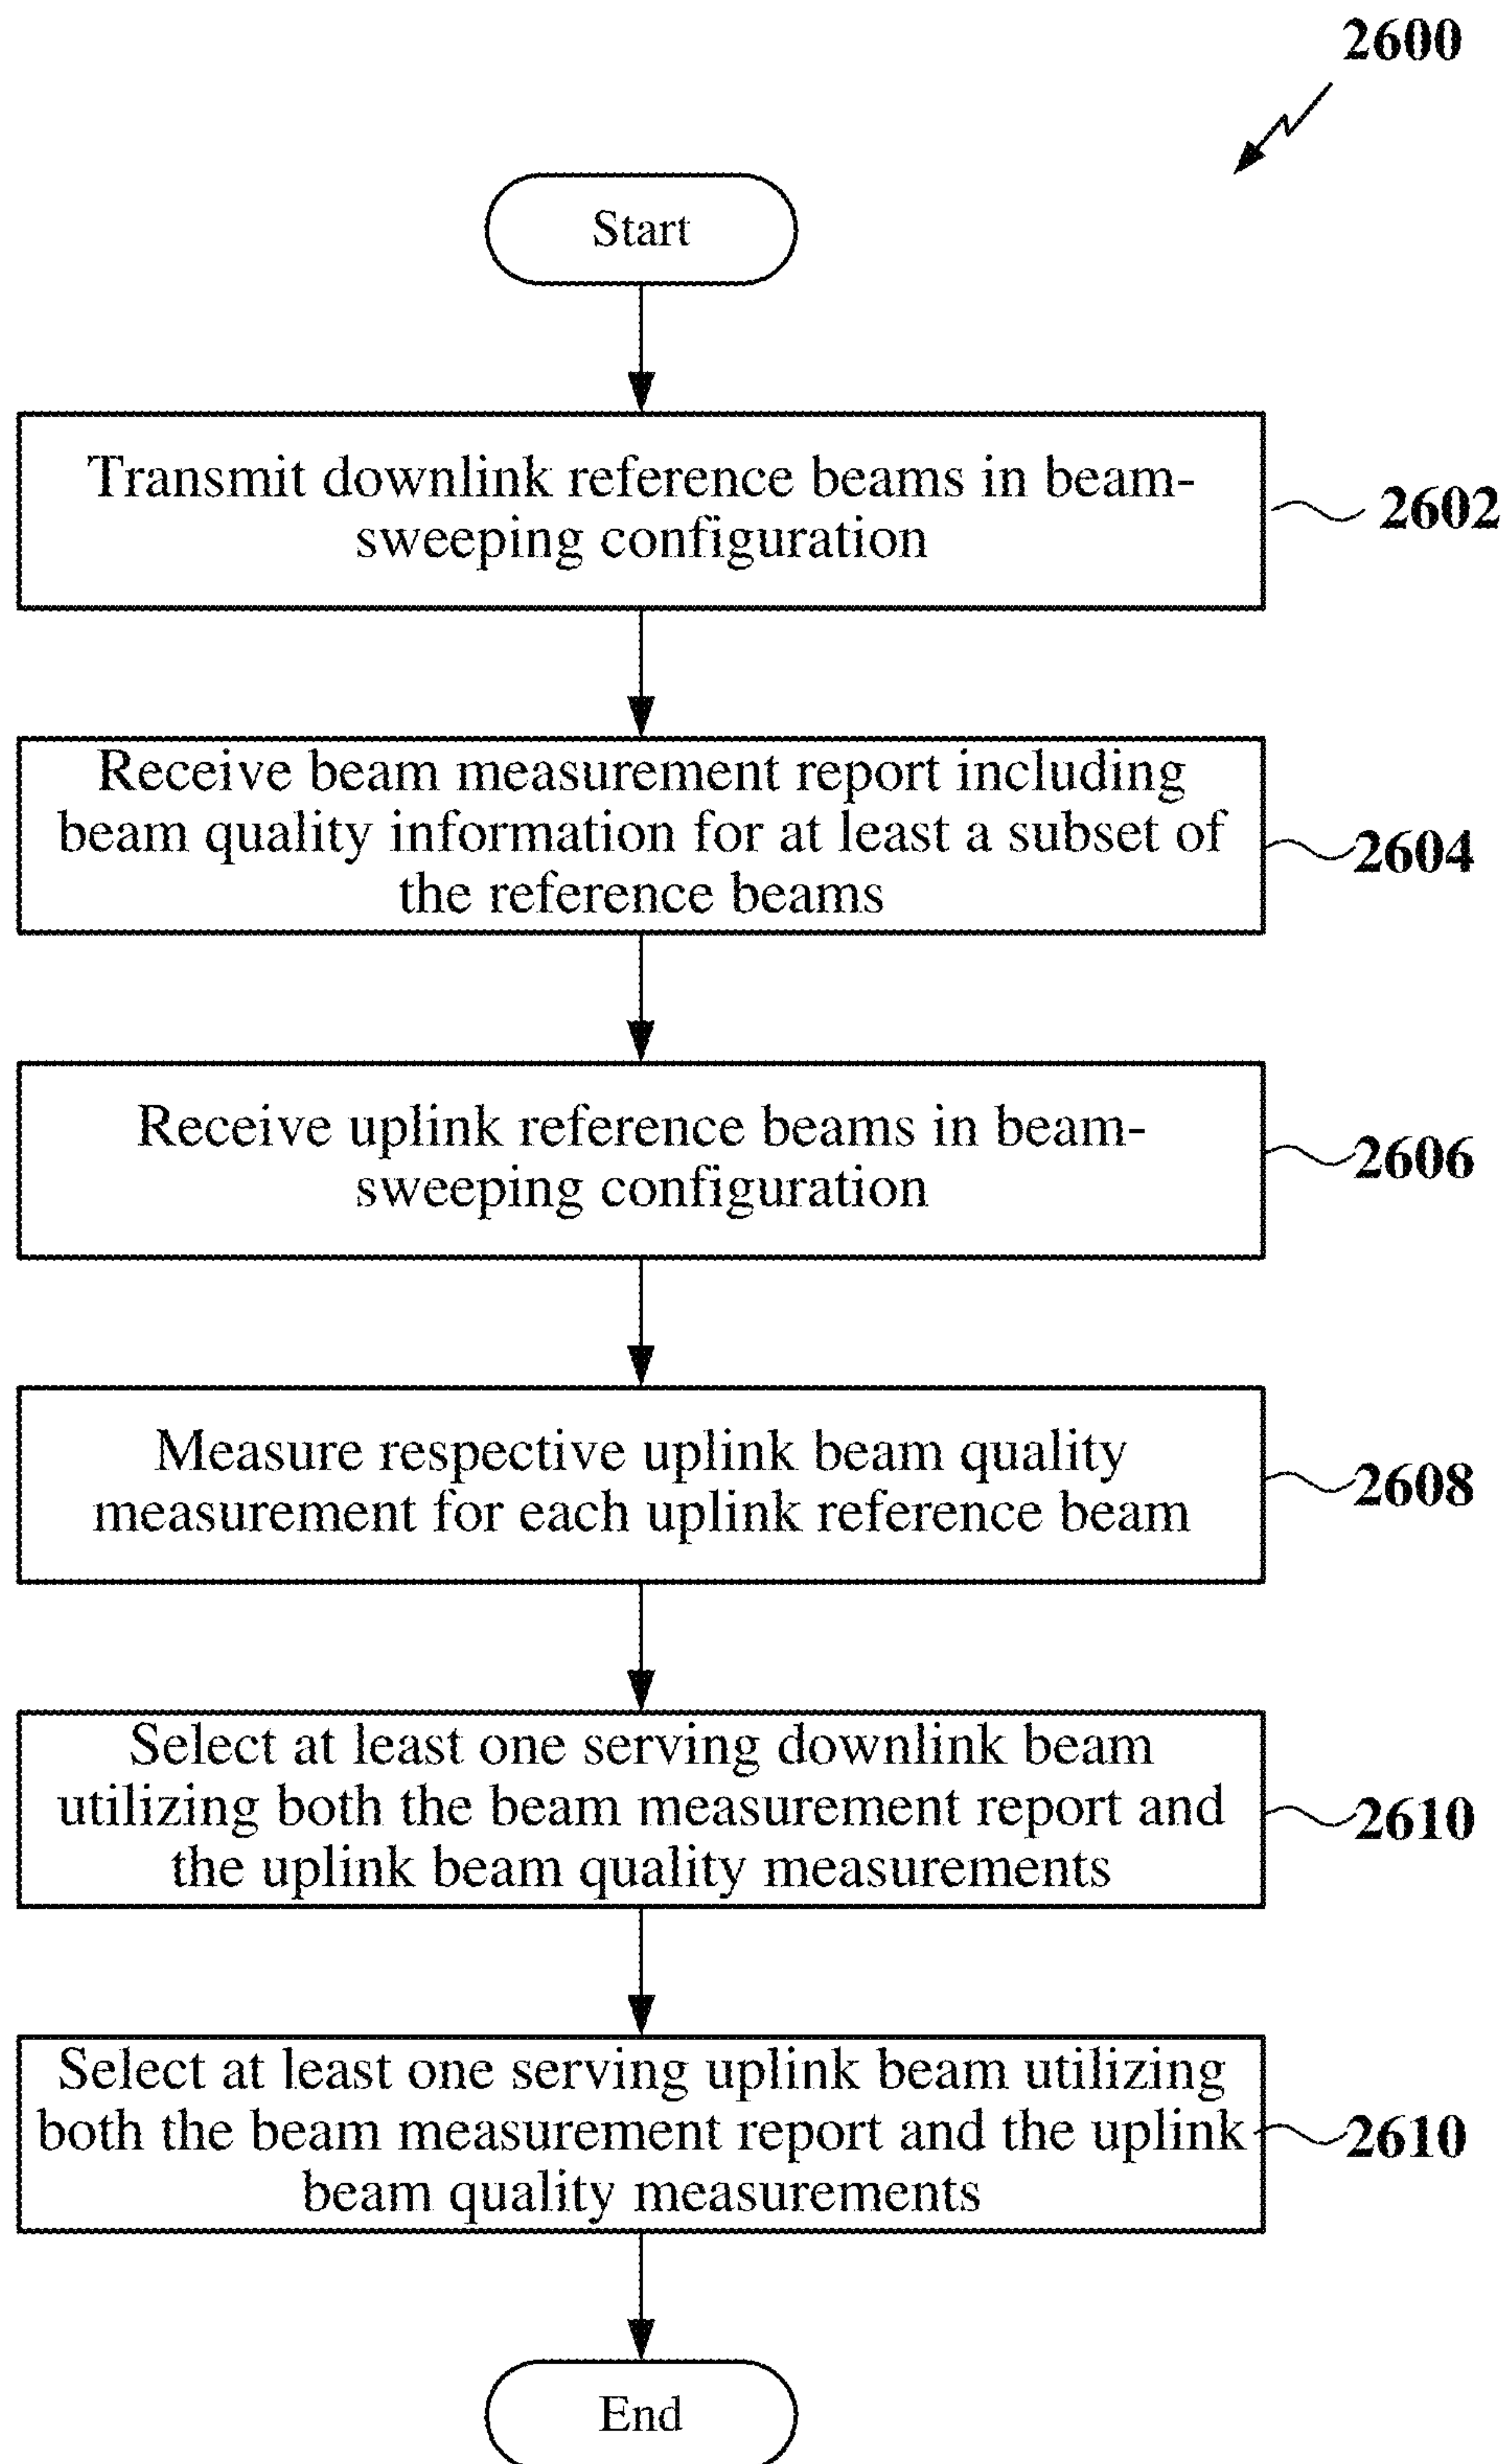 2600
Start
Transmit downlink reference beams in beam-
sweeping configuration
2602
Receive beam measurement report including
beam quality information for at least a subset of
the reference beams
2604
Receive uplink reference beams in beam-
sweeping configuration
2606
Measure respective uplink beam quality
measurement for each uplink reference beam
2608
Select at least one serving downlink beam
utilizing both the beam measurement report and
the uplink beam quality measurements
2610
Select at least one serving uplink beam utilizing
both the beam measurement report and the uplink
beam quality measurements
2610
End